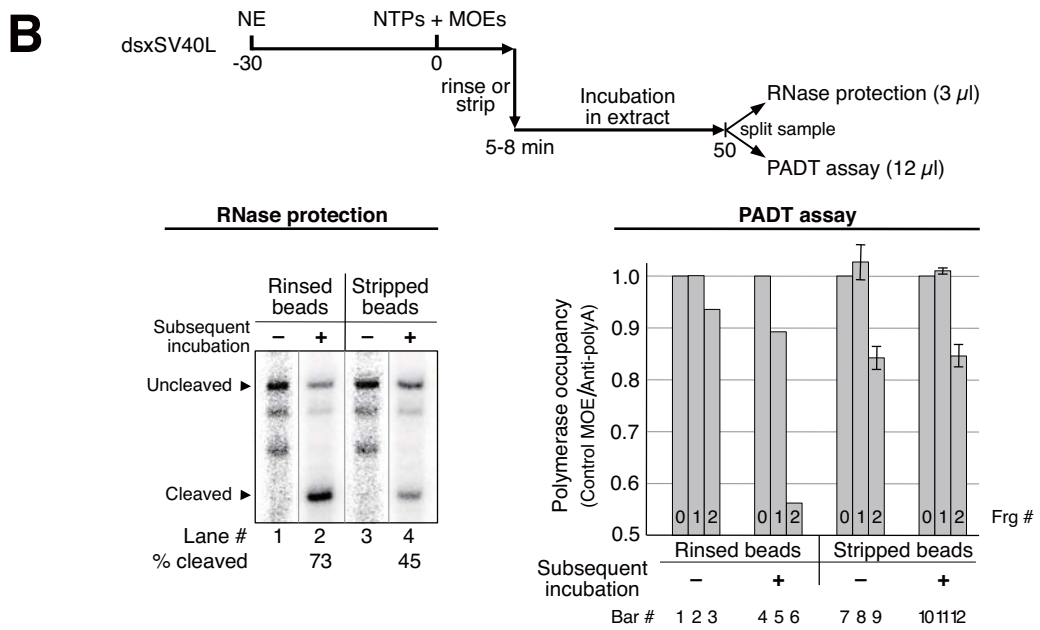 B
NE
NTPs + MOEs
dsxSV40L
-30
0
rinse or
strip
Incubation
in extract
RNase protection (3 µl)
split sample
5-8 min
50
PADT assay (12 µl)
RNase protection
Rinsed
beads
Stripped
beads
Subsequent
incubation
− + − +
Uncleaved ►
Cleaved ►
Lane # 1 2 3 4
% cleaved 73 45
PADT assay
Polymerase occupancy
(Control MOE/Anti-polyA)
1.0
0.9
0.8
0.7
0.6
0.5
0 1 2 0 1 2 0 1 2 0 1 2 Frg #
Rinsed beads Stripped beads
Subsequent
incubation
− + − +
Bar # 1 2 3 4 5 6 7 8 9 10 11 12